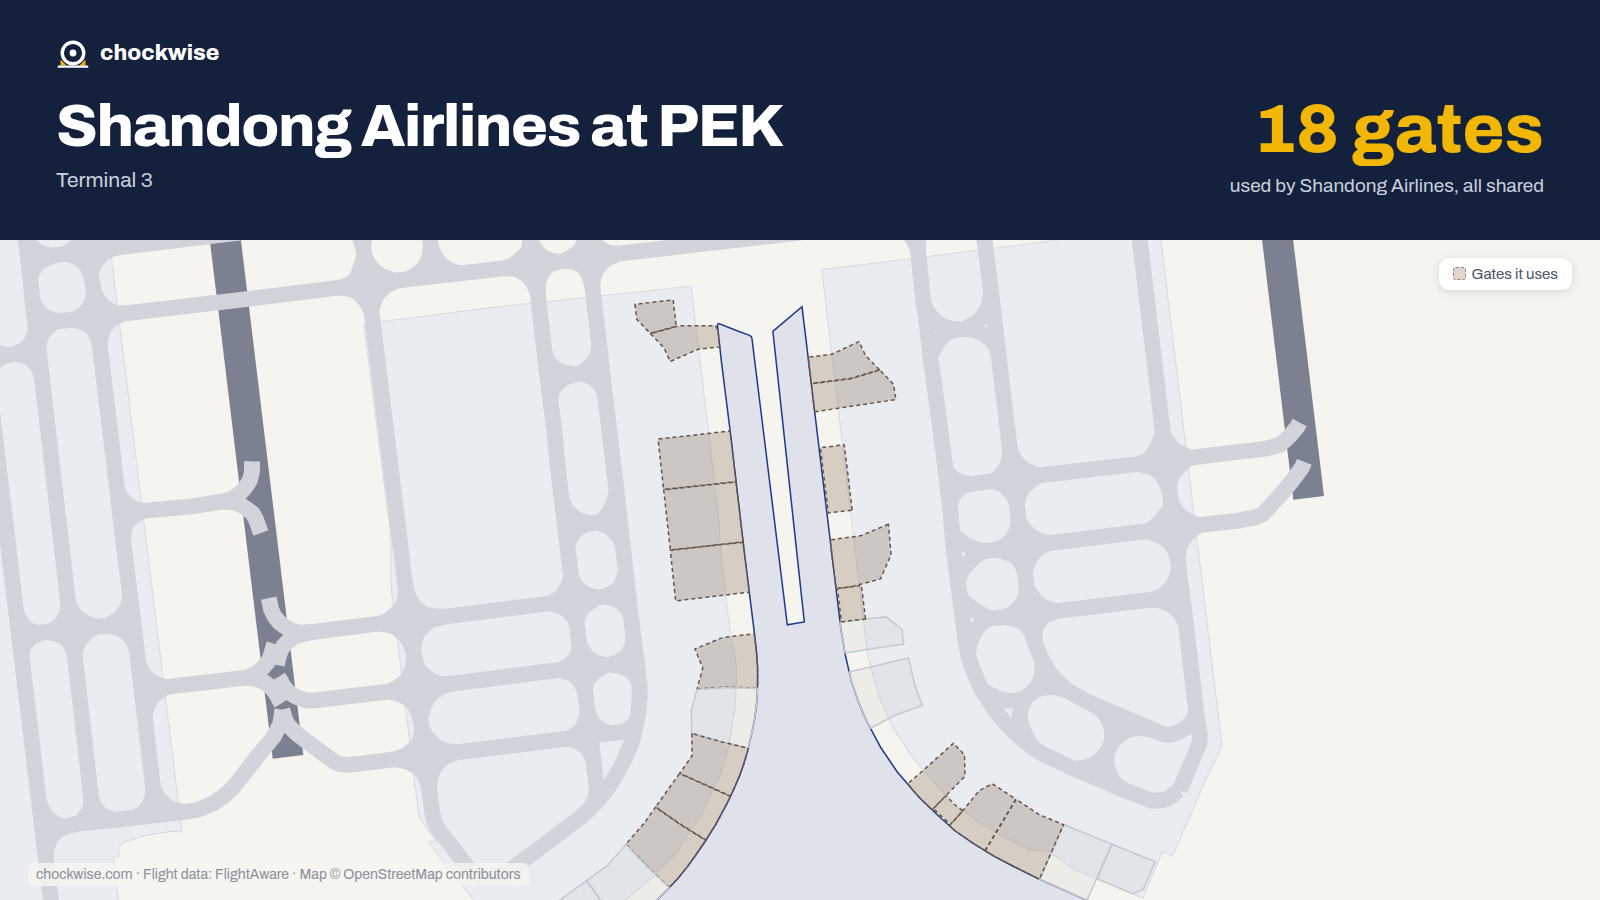 chockwise
Shandong Airlines at PEK
Terminal 3
18 gates
used by Shandong Airlines, all shared
Gates it uses
chockwise.com · Flight data: FlightAware · Map © OpenStreetMap contributors